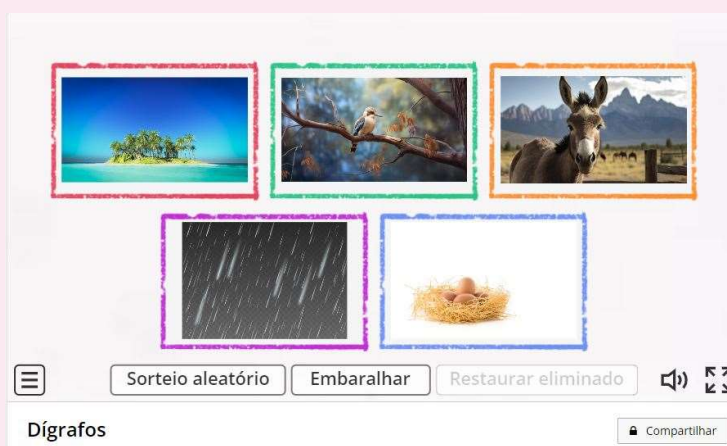 Sorteio aleatório
Embaralhar
Restaurar eliminado
Dígrafos
Compartilhar